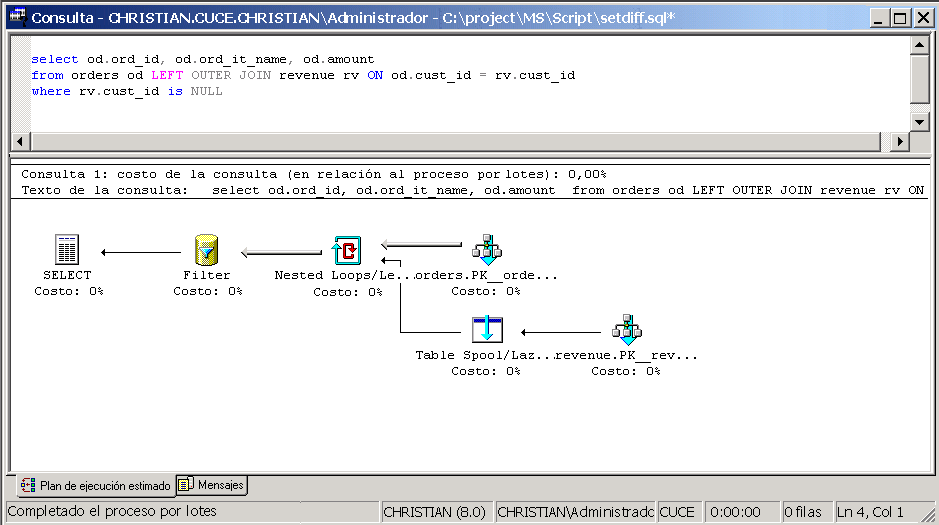 Consulta - CHRISTIAN.CUCE.CHRISTIAN\Administrador - C:\project\MS\Script\setdiff.sql*
select od.ord_id, od.ord_it_name, od.amount
from orders od LEFT OUTER JOIN revenue rv ON od.cust_id = rv.cust_id
where rv.cust_id is NULL
Consulta 1: costo de la consulta (en relación al proceso por lotes): 0,00%
Texto de la consulta: select od.ord_id, od.ord_it_name, od.amount from orders od LEFT OUTER JOIN revenue rv ON
SELECT
Costo: 0%
Filter
Costo: 0%
Nested Loops/Le...
Costo: 0%
orders.PK__orde...
Costo: 0%
Table Spool/Laz...
Costo: 0%
revenue.PK__rev...
Costo: 0%
Plan de ejecución estimado
Mensajes
Completado el proceso por lotes
CHRISTIAN (8.0)
CHRISTIAN\Administradc
CUCE
0:00:00
0 filas
Ln 4, Col 1